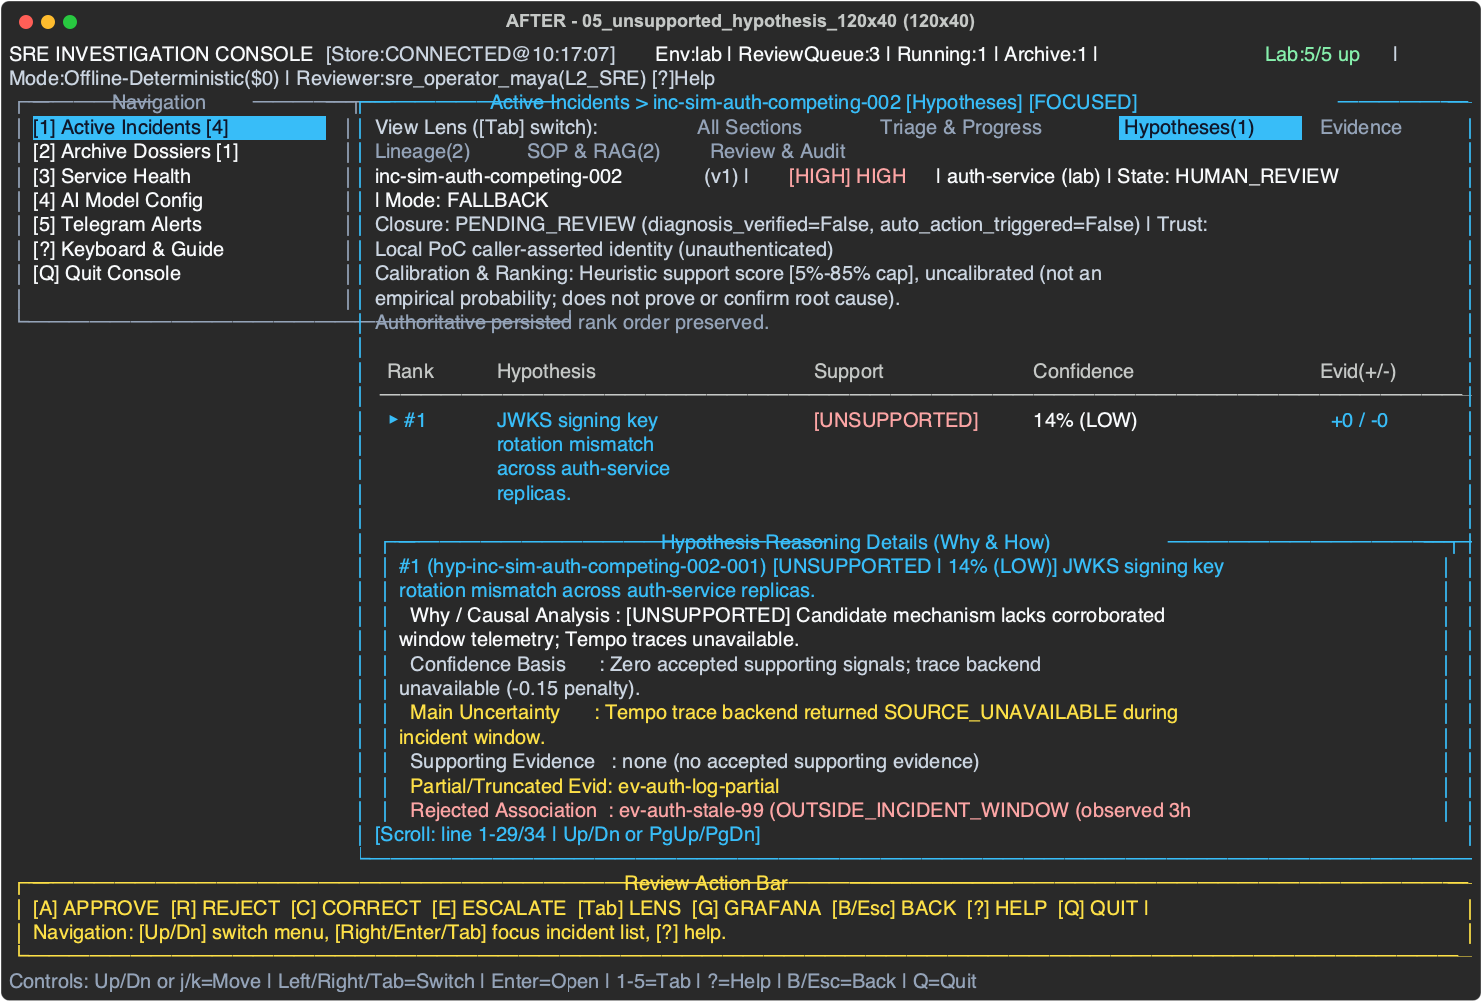 AFTER - 05_unsupported_hypothesis_120x40 (120x40)
SRE INVESTIGATION CONSOLE [Store:CONNECTED@10:17:07] Env:lab | ReviewQueue:3 | Running:1 | Archive:1 | Lab:5/5 up |
Mode:Offline-Deterministic($0) | Reviewer:sre_operator_maya(L2_SRE) [?]Help
Navigation
[1] Active Incidents [4]
[2] Archive Dossiers [1]
[3] Service Health
[4] AI Model Config
[5] Telegram Alerts
[?] Keyboard & Guide
[Q] Quit Console
Active Incidents > inc-sim-auth-competing-002 [Hypotheses] [FOCUSED]
View Lens ([Tab] switch): All Sections Triage & Progress Hypotheses(1) Evidence
Lineage(2) SOP & RAG(2) Review & Audit
inc-sim-auth-competing-002 (v1) | [HIGH] HIGH | auth-service (lab) | State: HUMAN_REVIEW
| Mode: FALLBACK
Closure: PENDING_REVIEW (diagnosis_verified=False, auto_action_triggered=False) | Trust:
Local PoC caller-asserted identity (unauthenticated)
Calibration & Ranking: Heuristic support score [5%-85% cap], uncalibrated (not an
empirical probability; does not prove or confirm root cause).
Authoritative persisted rank order preserved.
Rank Hypothesis Support Confidence Evid(+/-)
▸ #1 JWKS signing key [UNSUPPORTED] 14% (LOW) +0 / -0
rotation mismatch
across auth-service
replicas.
Hypothesis Reasoning Details (Why & How)
#1 (hyp-inc-sim-auth-competing-002-001) [UNSUPPORTED | 14% (LOW)] JWKS signing key
rotation mismatch across auth-service replicas.
Why / Causal Analysis : [UNSUPPORTED] Candidate mechanism lacks corroborated
window telemetry; Tempo traces unavailable.
Confidence Basis : Zero accepted supporting signals; trace backend
unavailable (-0.15 penalty).
Main Uncertainty : Tempo trace backend returned SOURCE_UNAVAILABLE during
incident window.
Supporting Evidence : none (no accepted supporting evidence)
Partial/Truncated Evid: ev-auth-log-partial
Rejected Association : ev-auth-stale-99 (OUTSIDE_INCIDENT_WINDOW (observed 3h
[Scroll: line 1-29/34 | Up/Dn or PgUp/PgDn]
Review Action Bar
[A] APPROVE [R] REJECT [C] CORRECT [E] ESCALATE [Tab] LENS [G] GRAFANA [B/Esc] BACK [?] HELP [Q] QUIT |
Navigation: [Up/Dn] switch menu, [Right/Enter/Tab] focus incident list, [?] help.
Controls: Up/Dn or j/k=Move | Left/Right/Tab=Switch | Enter=Open | 1-5=Tab | ?=Help | B/Esc=Back | Q=Quit